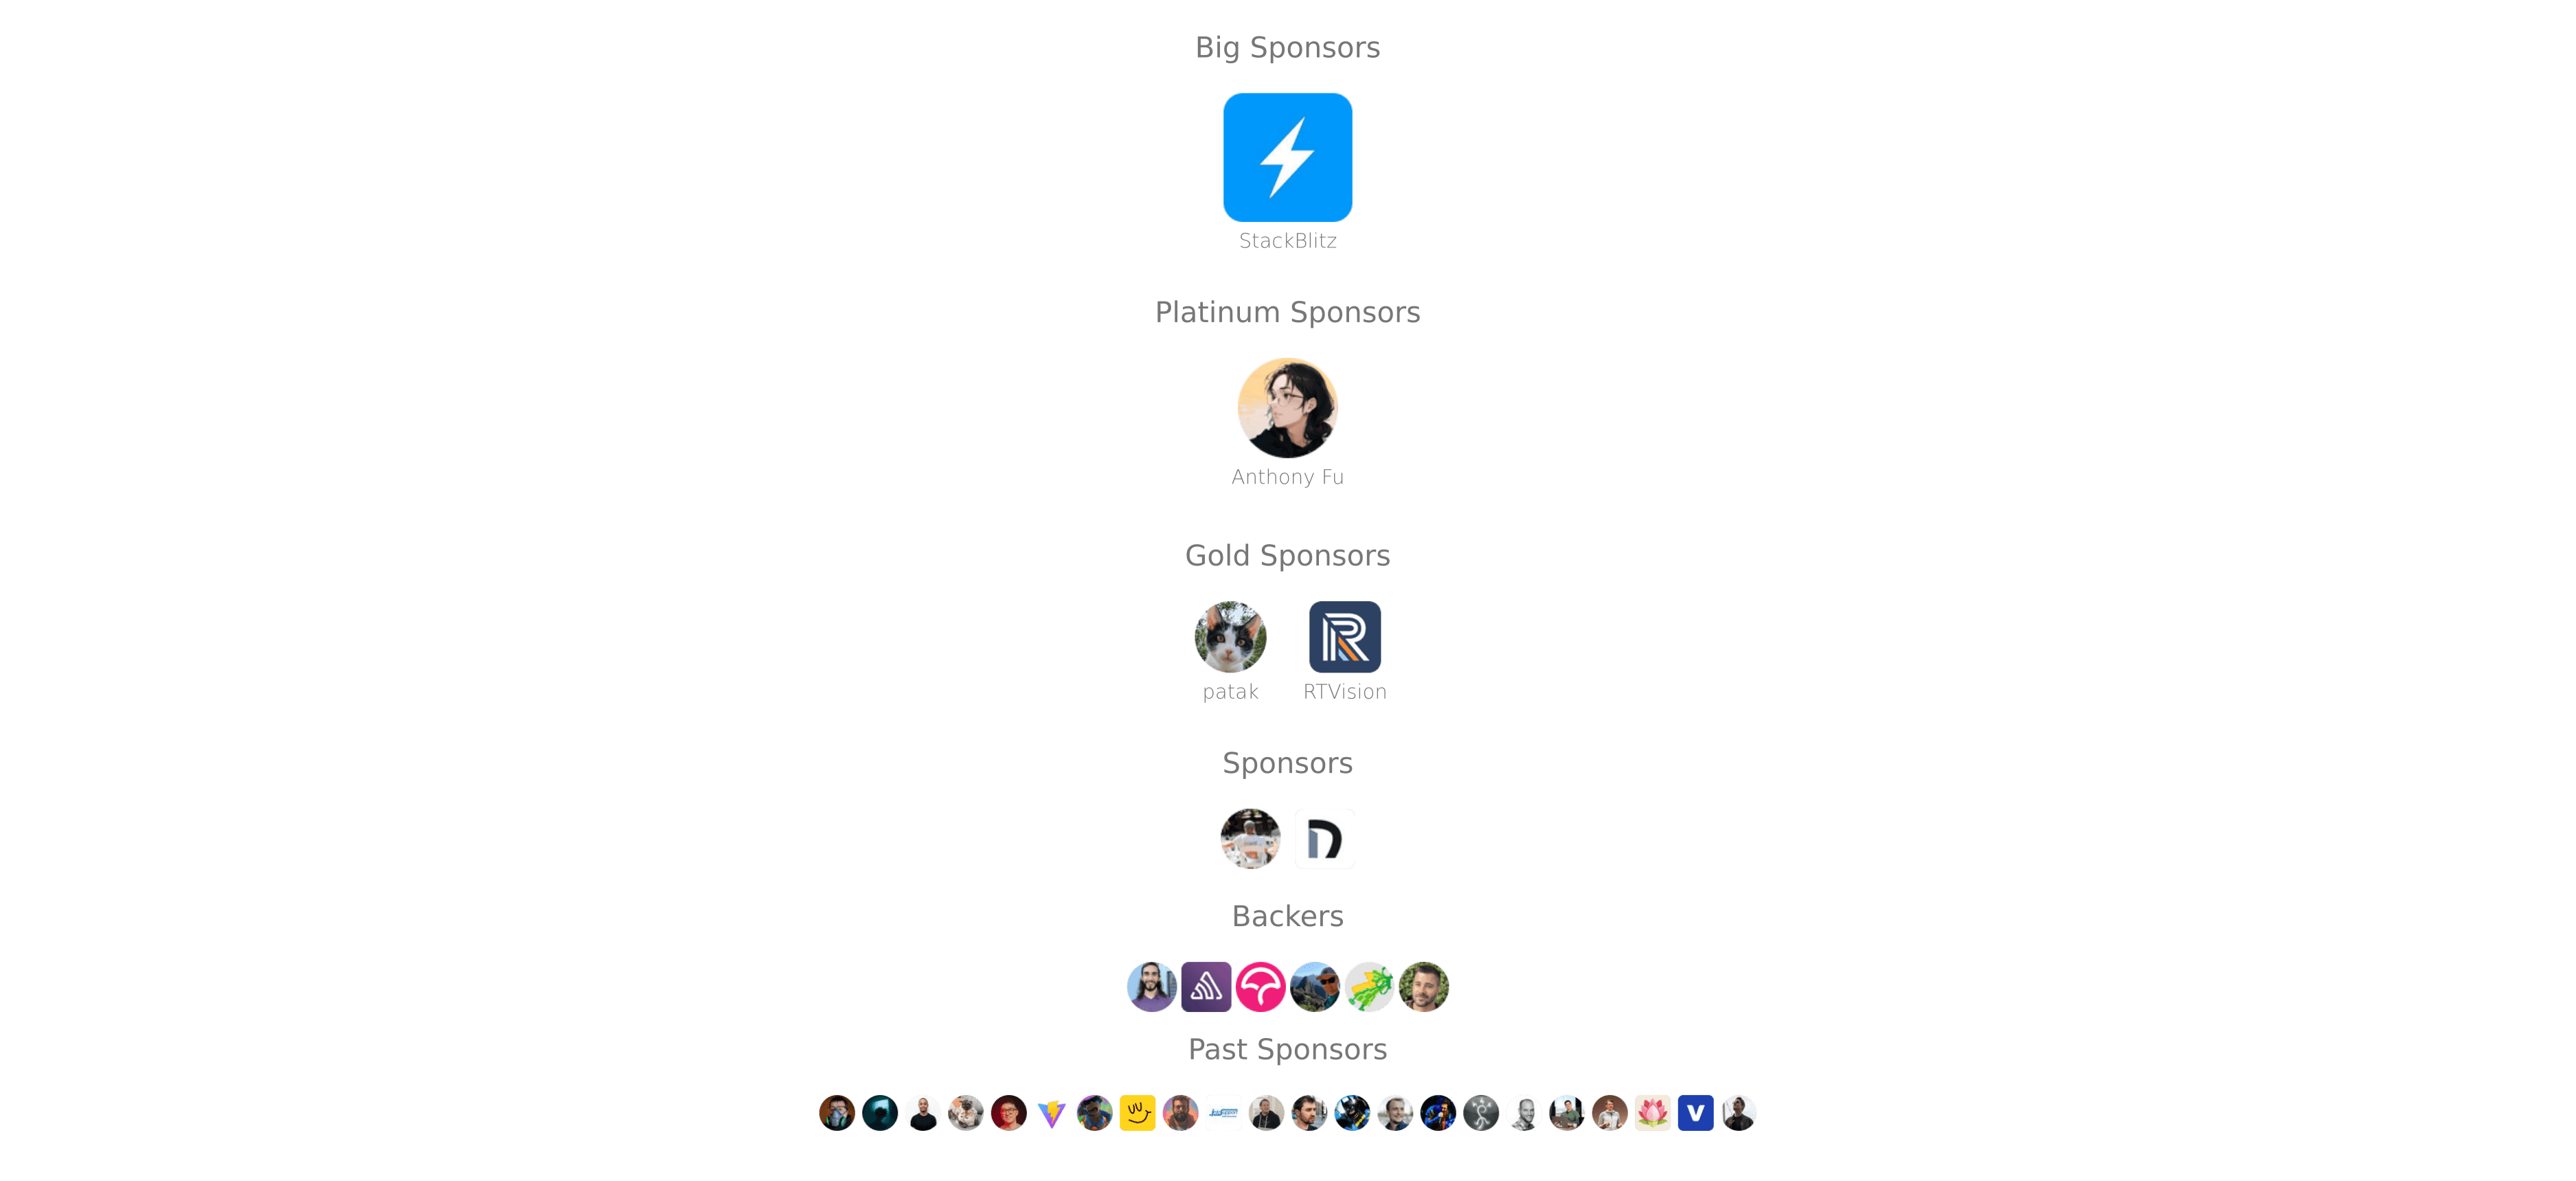 Big Sponsors
StackBlitz
Platinum Sponsors
Anthony Fu
Gold Sponsors
patak RTVision
Sponsors
Backers
Past Sponsors